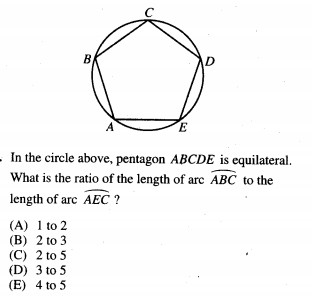 C
B
D
A
E
. In the circle above, pentagon ABCDE is equilateral.
What is the ratio of the length of arc ABC to the
length of arc AEC ?
(A) 1 to 2
(B) 2 to 3
(C) 2 to 5
(D) 3 to 5
(E) 4 to 5